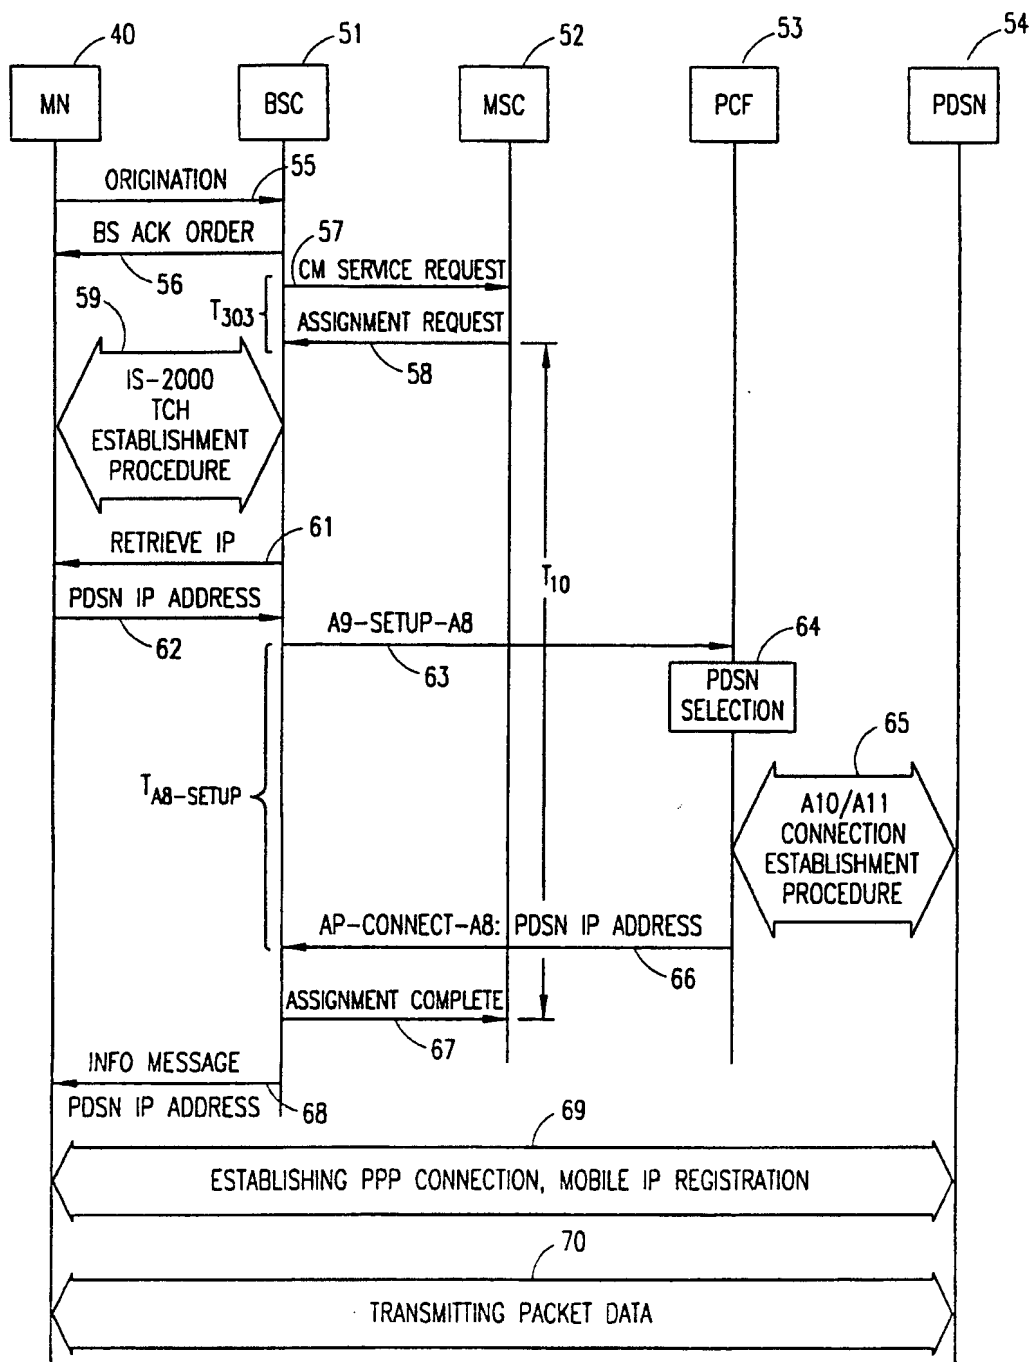 40
51
52
53
54
MN
BSC
MSC
PCF
PDSN
ORIGINATION
55
BS ACK ORDER
56
57
CM SERVICE REQUEST
T303
ASSIGNMENT REQUEST
58
59
IS-2000
TCH
ESTABLISHMENT
PROCEDURE
RETRIEVE IP
61
T10
PDSN IP ADDRESS
62
A9-SETUP-A8
63
64
PDSN
SELECTION
65
TA8-SETUP
A10/A11
CONNECTION
ESTABLISHMENT
PROCEDURE
AP-CONNECT-A8: PDSN IP ADDRESS
66
ASSIGNMENT COMPLETE
67
INFO MESSAGE
PDSN IP ADDRESS
68
69
ESTABLISHING PPP CONNECTION, MOBILE IP REGISTRATION
70
TRANSMITTING PACKET DATA